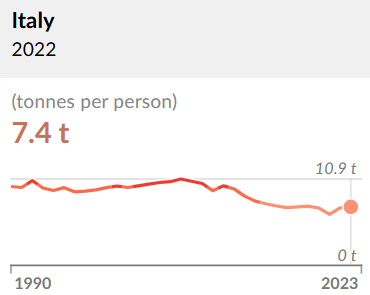 Italy
2022
(tonnes per person)
7.4 t
10.9 t
0 t
1990 2023